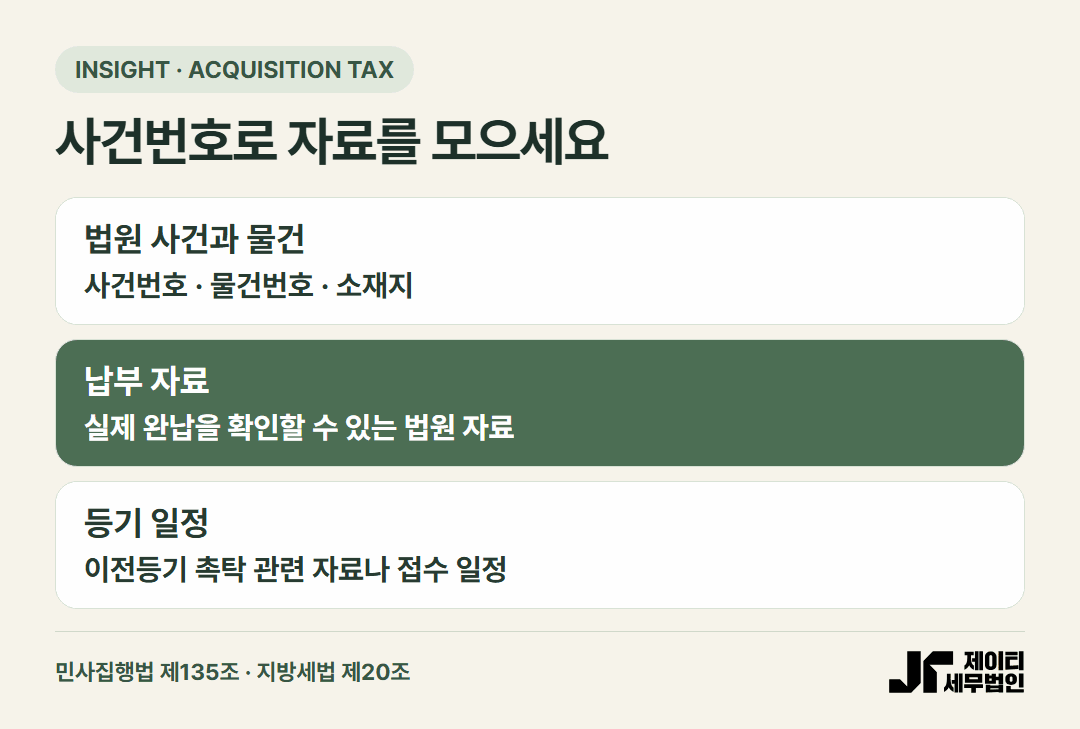 INSIGHT · ACQUISITION TAX
사건번호로 자료를 모으세요
법원 사건과 물건
사건번호 · 물건번호 · 소재지
납부 자료
실제 완납을 확인할 수 있는 법원 자료
등기 일정
이전등기 촉탁 관련 자료나 접수 일정
민사집행법 제135조 · 지방세법 제20조
제이티
세무법인